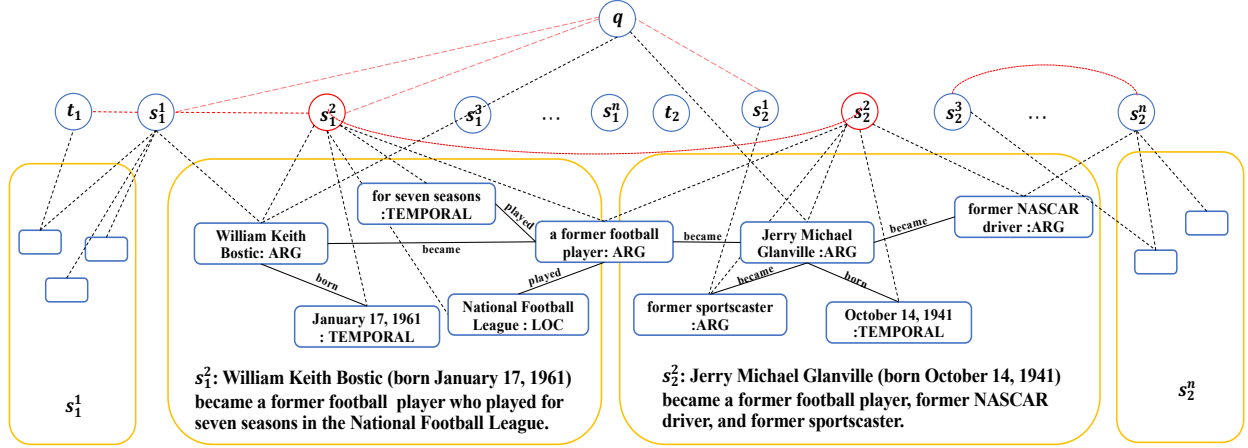 q
t₁ s₁¹ s₁² s₁³ ... s₁ⁿ t₂ s₂¹ s₂² s₂³ ... s₂ⁿ
for seven seasons
:TEMPORAL
played
William Keith
Bostic: ARG
became
a former football
player: ARG
played
born
January 17, 1961
: TEMPORAL
National Football
League : LOC
became
Jerry Michael
Glanville :ARG
became
former NASCAR
driver :ARG
became
born
former sportscaster
:ARG
October 14, 1941
:TEMPORAL
s₁¹
s₁²: William Keith Bostic (born January 17, 1961)
became a former football player who played for
seven seasons in the National Football League.
s₂²: Jerry Michael Glanville (born October 14, 1941)
became a former football player, former NASCAR
driver, and former sportscaster.
s₂ⁿ